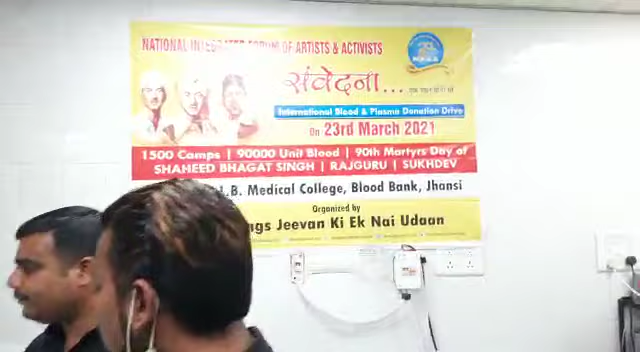 NATIONAL INTEGRATED FORUM OF ARTISTS & ACTIVISTS
संवेदना...
International Blood & Plasma Donation Drive
On 23rd March 2021
1500 Camps | 90000 Unit Blood | 90th Martyrs Day of
SHAHEED BHAGAT SINGH | RAJGURU | SUKHDEV
L.B. Medical College, Blood Bank, Jhansi
Organized by
Jeevan Ki Ek Nai Udaan